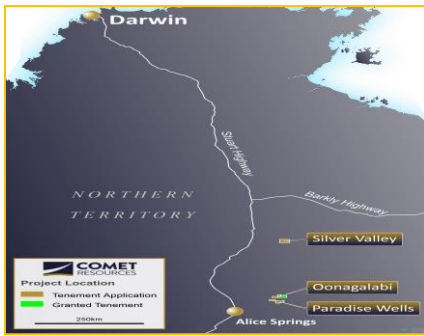 Darwin
Stuart Highway
Barkly Highway
NORTHERN
TERRITORY
Silver Valley
Oonagalabi
Paradise Wells
Alice Springs
COMET
RESOURCES
Project Location
Tenement Application
Granted Tenement
250km